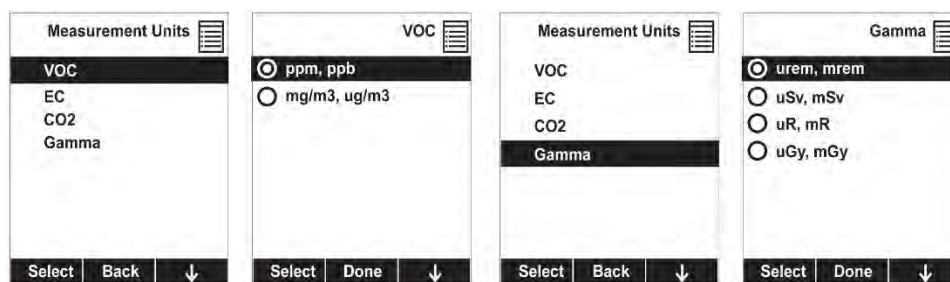 Measurement Units
VOC
EC
CO2
Gamma
Select Back ↓
VOC
ppm, ppb
mg/m3, ug/m3
Select Done ↓
Measurement Units
VOC
EC
CO2
Gamma
Select Back ↓
Gamma
urem, mrem
uSv, mSv
uR, mR
uGy, mGy
Select Done ↓